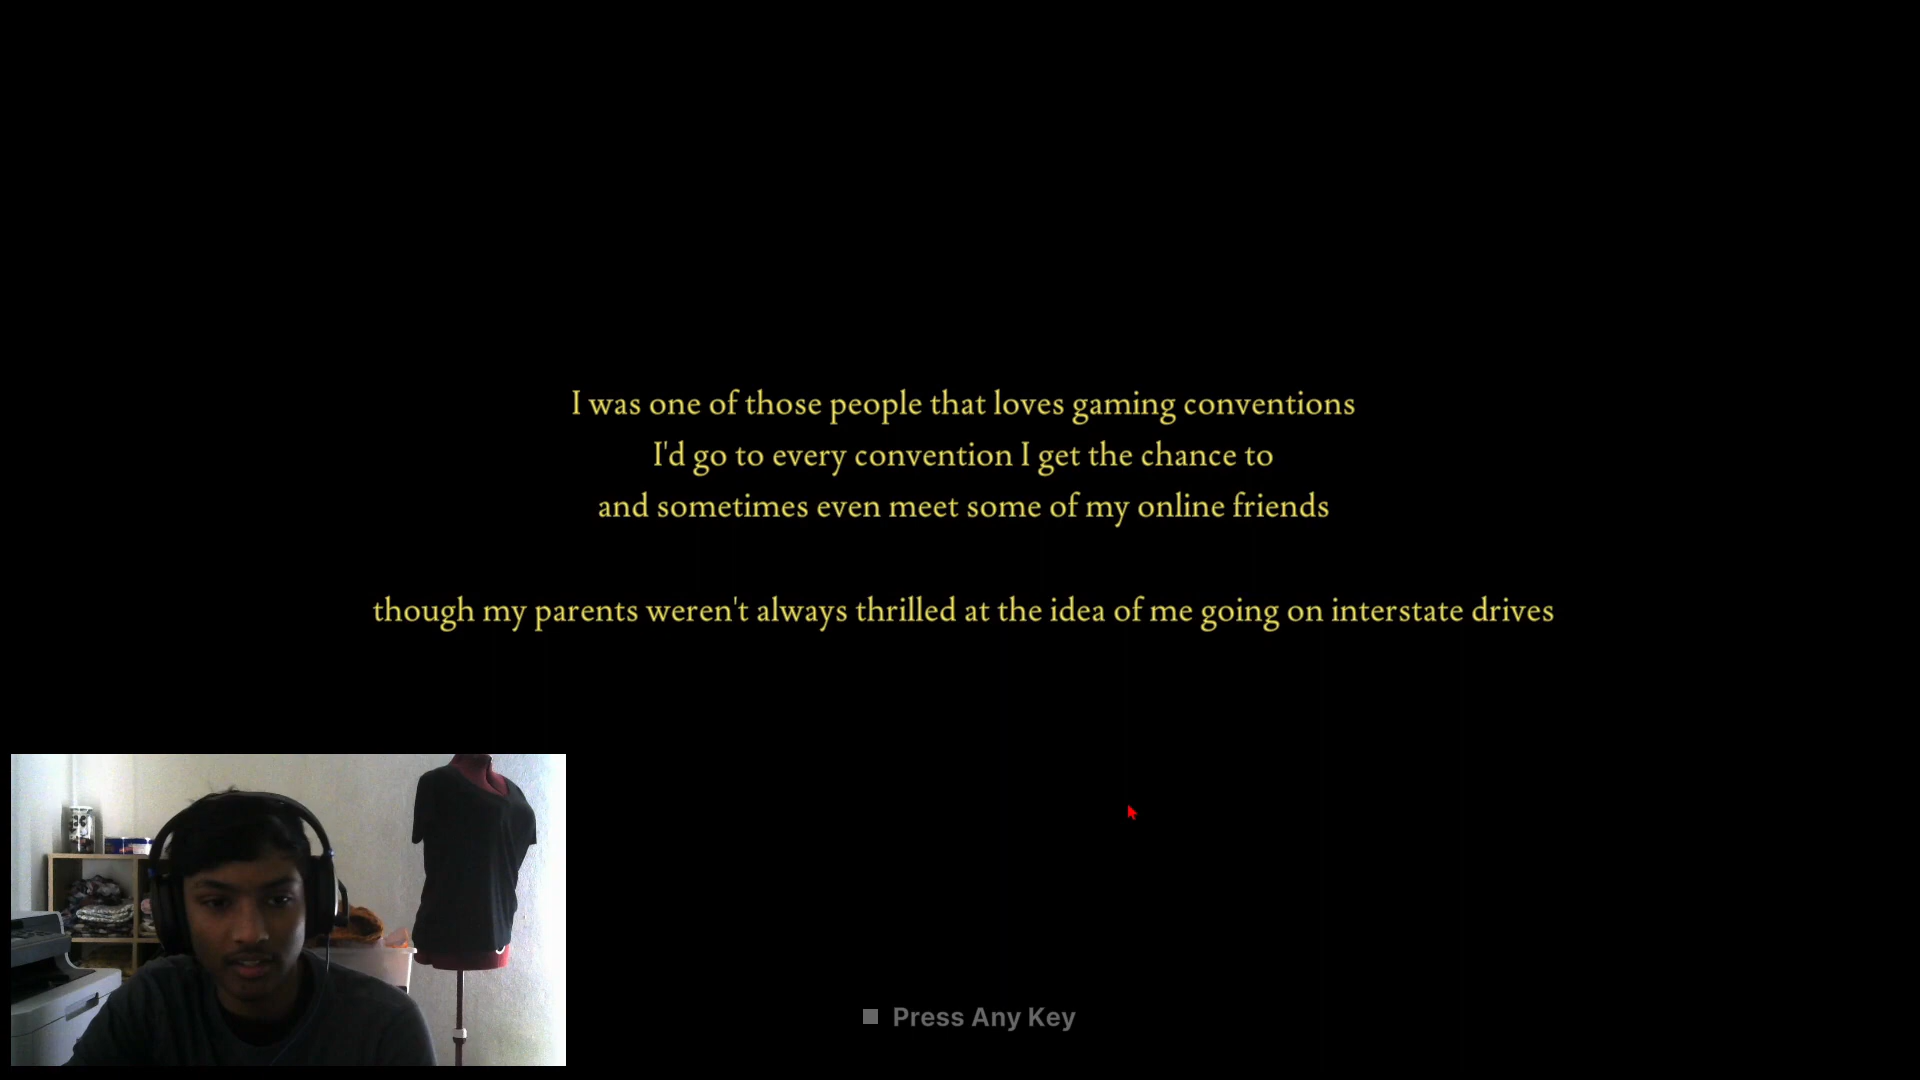 I was one of those people that loves gaming conventions
I'd go to every convention I get the chance to
and sometimes even meet some of my online friends
though my parents weren't always thrilled at the idea of me going on interstate drives
Press Any Key